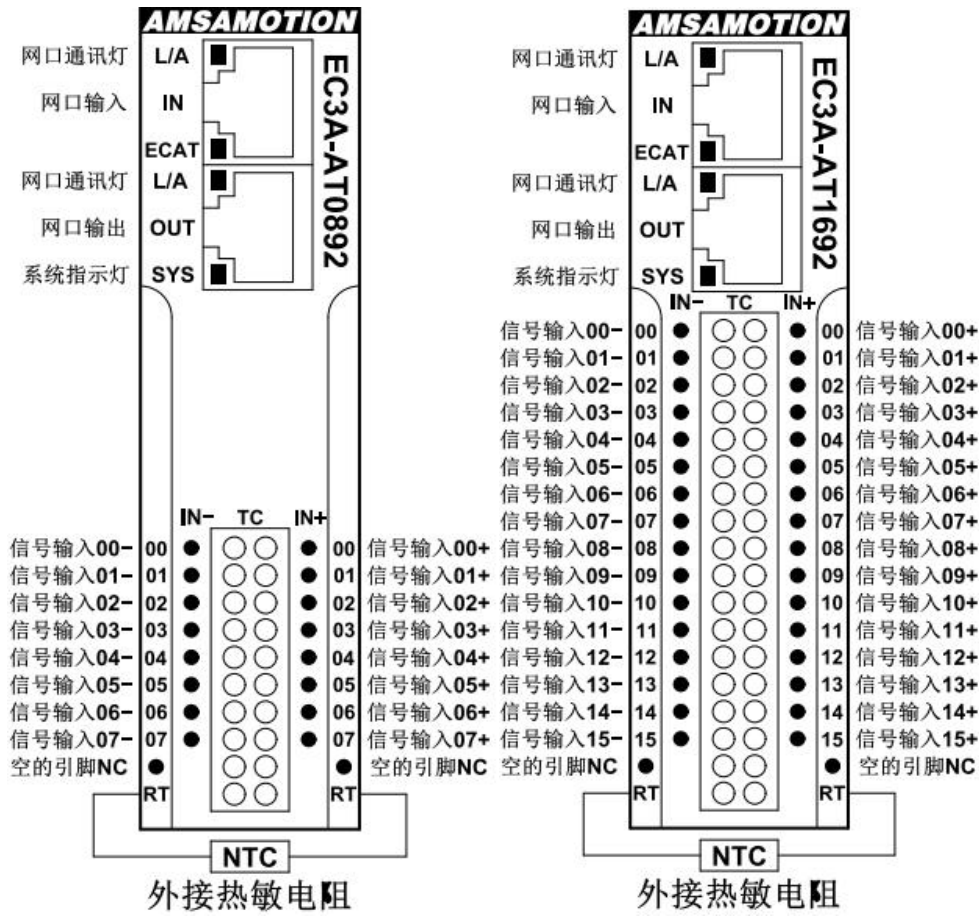 AMSAMOTION
网口通讯灯 L/A
网口输入 IN
ECAT
网口通讯灯 L/A
网口输出 OUT
系统指示灯 SYS
EC3A-AT0892
IN- TC IN+
信号输入00- 00 00 信号输入00+
信号输入01- 01 01 信号输入01+
信号输入02- 02 02 信号输入02+
信号输入03- 03 03 信号输入03+
信号输入04- 04 04 信号输入04+
信号输入05- 05 05 信号输入05+
信号输入06- 06 06 信号输入06+
信号输入07- 07 07 信号输入07+
空的引脚NC 空的引脚NC
RT RT
NTC
外接热敏电阻
AMSAMOTION
网口通讯灯 L/A
网口输入 IN
ECAT
网口通讯灯 L/A
网口输出 OUT
系统指示灯 SYS
EC3A-AT1692
IN- TC IN+
信号输入00- 00 00 信号输入00+
信号输入01- 01 01 信号输入01+
信号输入02- 02 02 信号输入02+
信号输入03- 03 03 信号输入03+
信号输入04- 04 04 信号输入04+
信号输入05- 05 05 信号输入05+
信号输入06- 06 06 信号输入06+
信号输入07- 07 07 信号输入07+
信号输入08- 08 08 信号输入08+
信号输入09- 09 09 信号输入09+
信号输入10- 10 10 信号输入10+
信号输入11- 11 11 信号输入11+
信号输入12- 12 12 信号输入12+
信号输入13- 13 13 信号输入13+
信号输入14- 14 14 信号输入14+
信号输入15- 15 15 信号输入15+
空的引脚NC 空的引脚NC
RT RT
NTC
外接热敏电阻